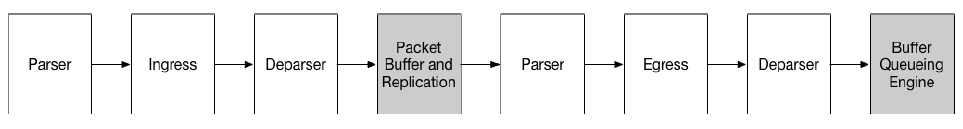 Parser
Ingress
Deparser
Packet
Buffer and
Replication
Parser
Egress
Deparser
Buffer
Queueing
Engine